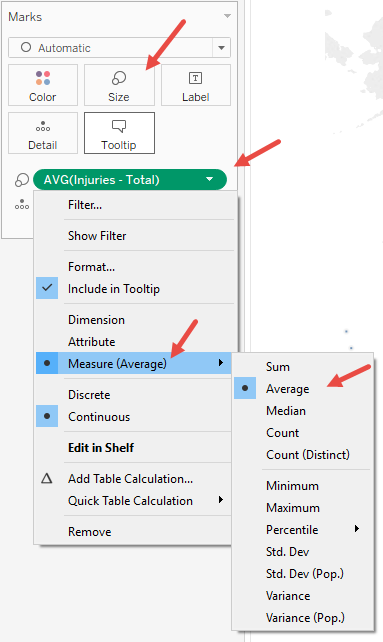 Marks
Automatic
Color
Size
Label
T
Detail
Tooltip
AVG(Injuries - Total)
Filter...
Show Filter
Format...
Include in Tooltip
Dimension
Attribute
Measure (Average)
Discrete
Continuous
Edit in Shelf
Add Table Calculation...
Quick Table Calculation
Remove
Sum
Average
Median
Count
Count (Distinct)
Minimum
Maximum
Percentile
Std. Dev
Std. Dev (Pop.)
Variance
Variance (Pop.)